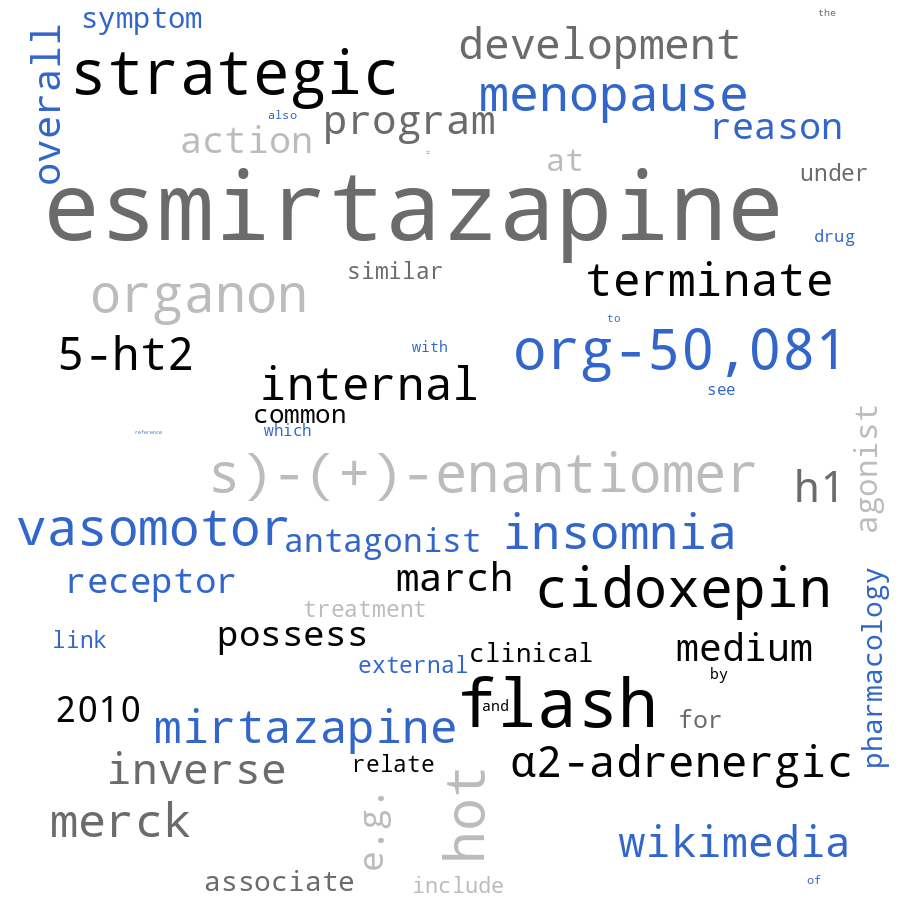 symptom
the
overall
strategic
development
menopause
also
program
reason
action
=
at
under
esmirtazapine
drug
similar
organon
terminate
to
5-ht2
with
org-50,081
internal
see
common
which
reference
agonist
s)-(+)-enantiomer
h1
vasomotor
antagonist
insomnia
receptor
march
cidoxepin
treatment
pharmacology
link
possess
external
clinical
medium
by
2010
mirtazapine
flash
and
for
inverse
relate
α2-adrenergic
hot
merck
e.g.
wikimedia
associate
include
of